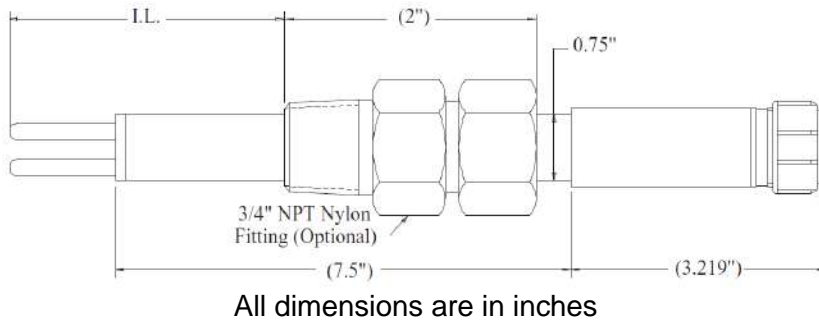 I.L.
(2")
0.75"
3/4" NPT Nylon
Fitting (Optional)
(7.5")
(3.219")
All dimensions are in inches